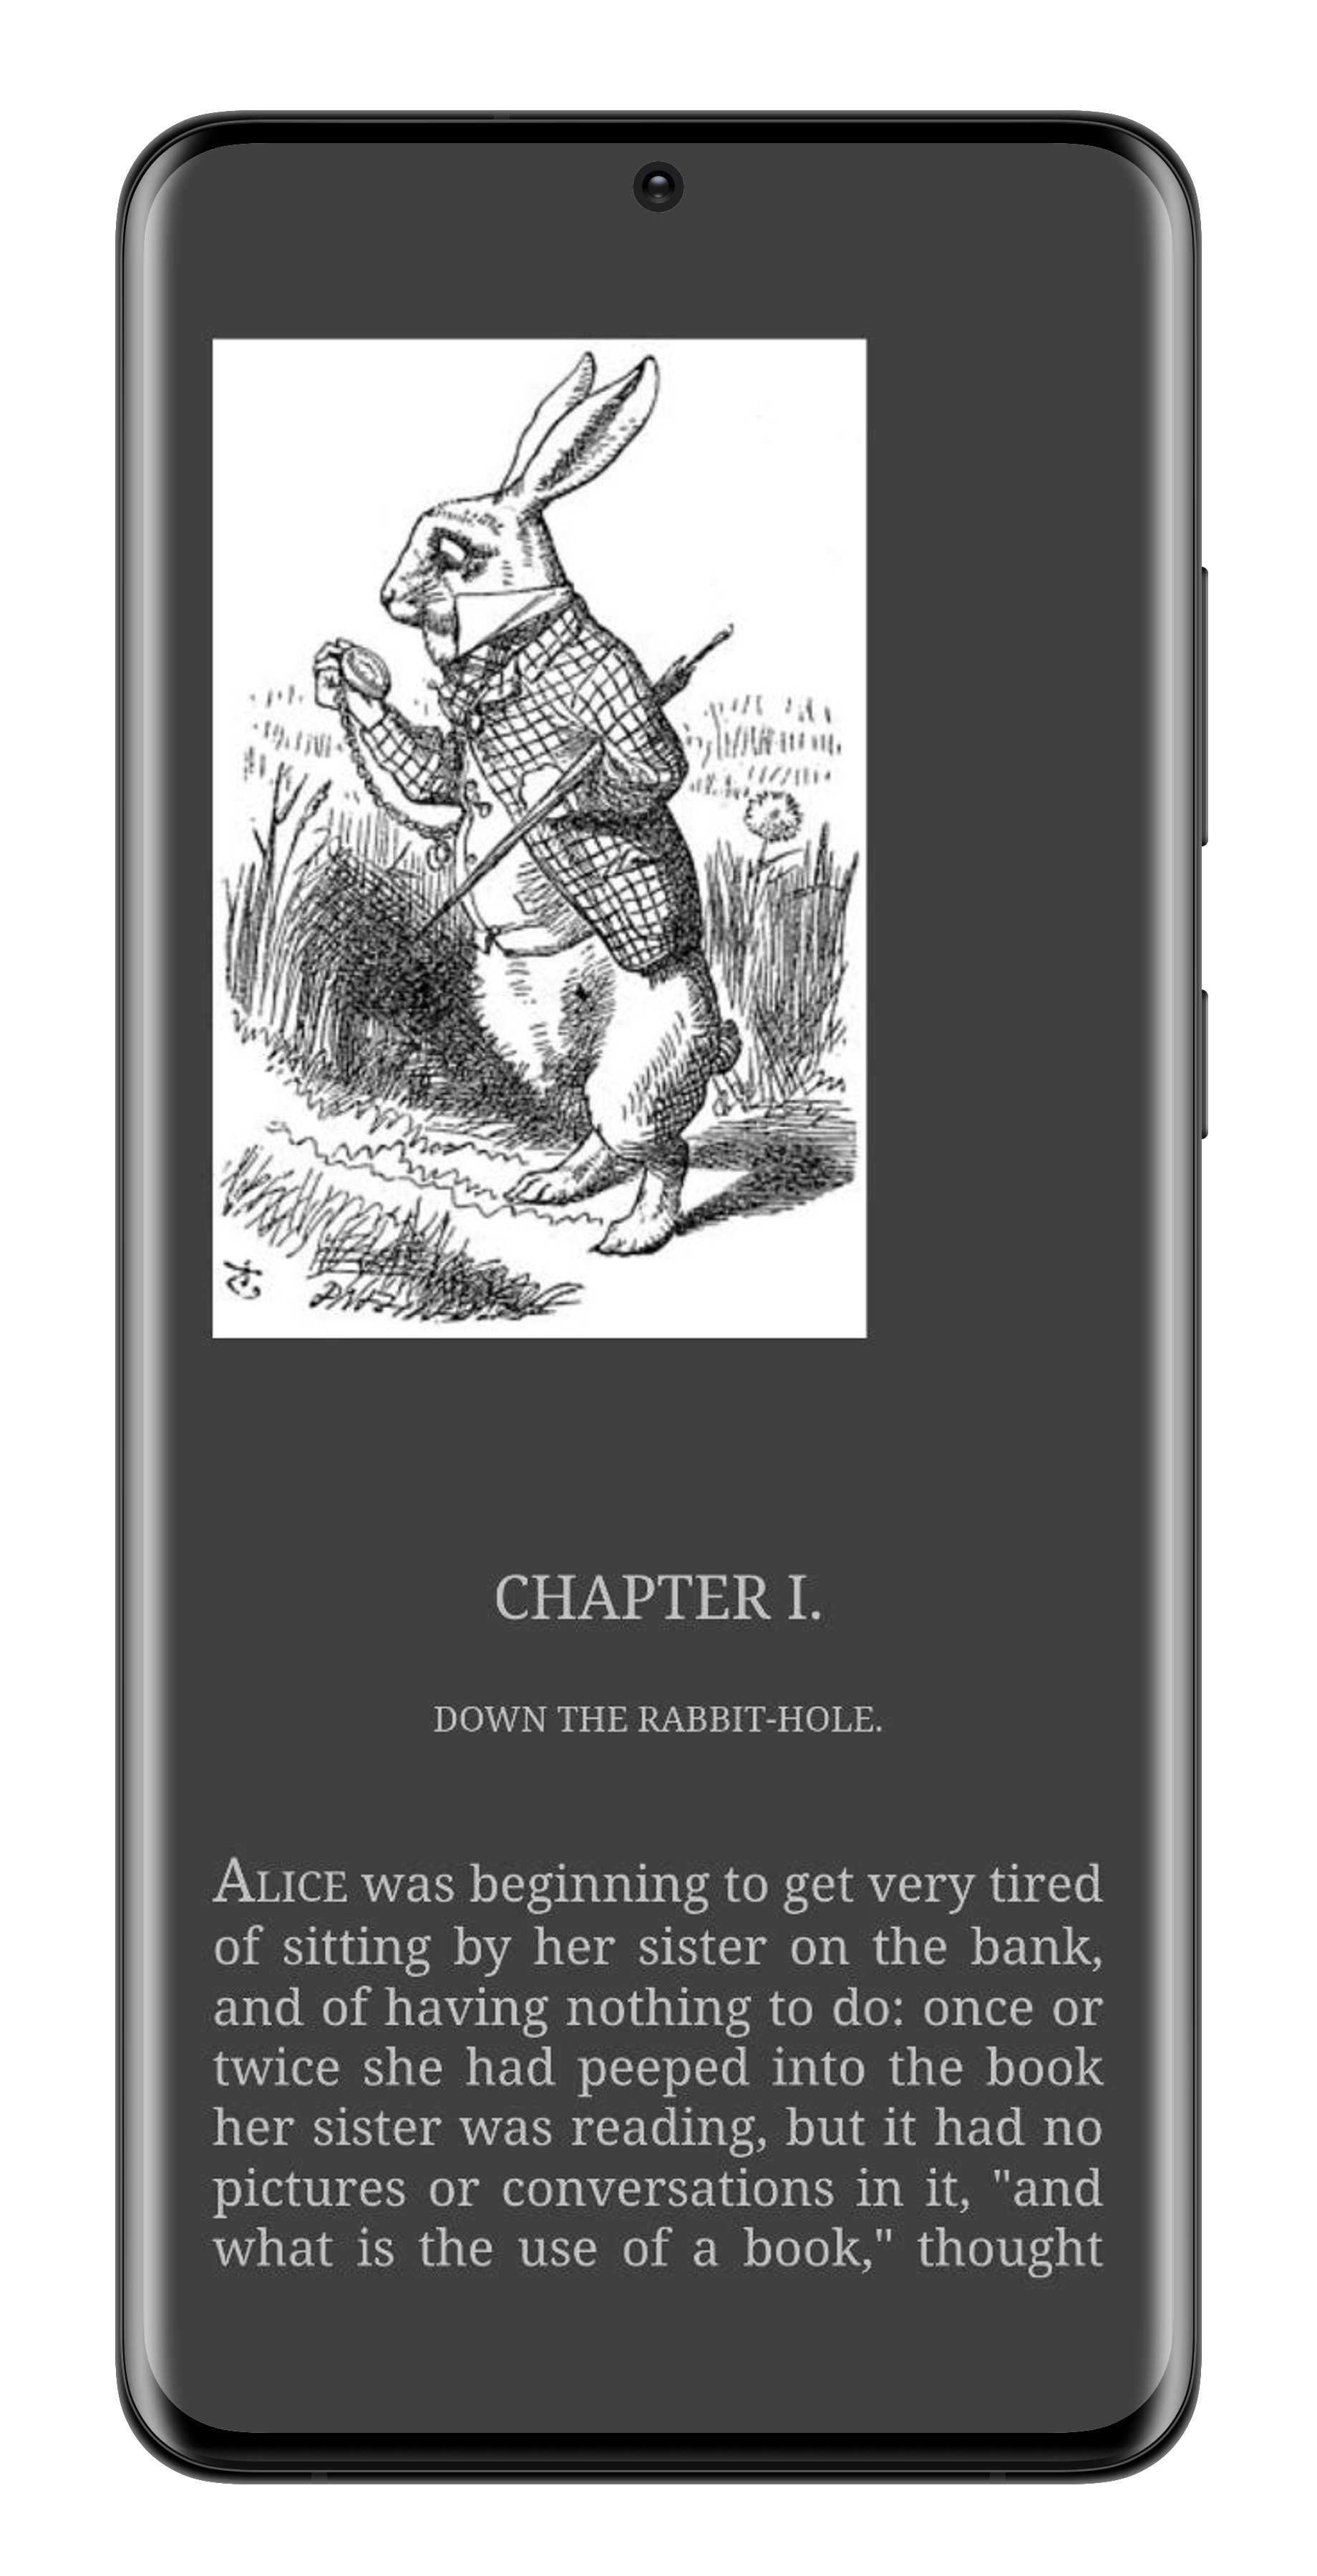 CHAPTER I.
DOWN THE RABBIT-HOLE.
ALICE was beginning to get very tired
of sitting by her sister on the bank,
and of having nothing to do: once or
twice she had peeped into the book
her sister was reading, but it had no
pictures or conversations in it, "and
what is the use of a book," thought